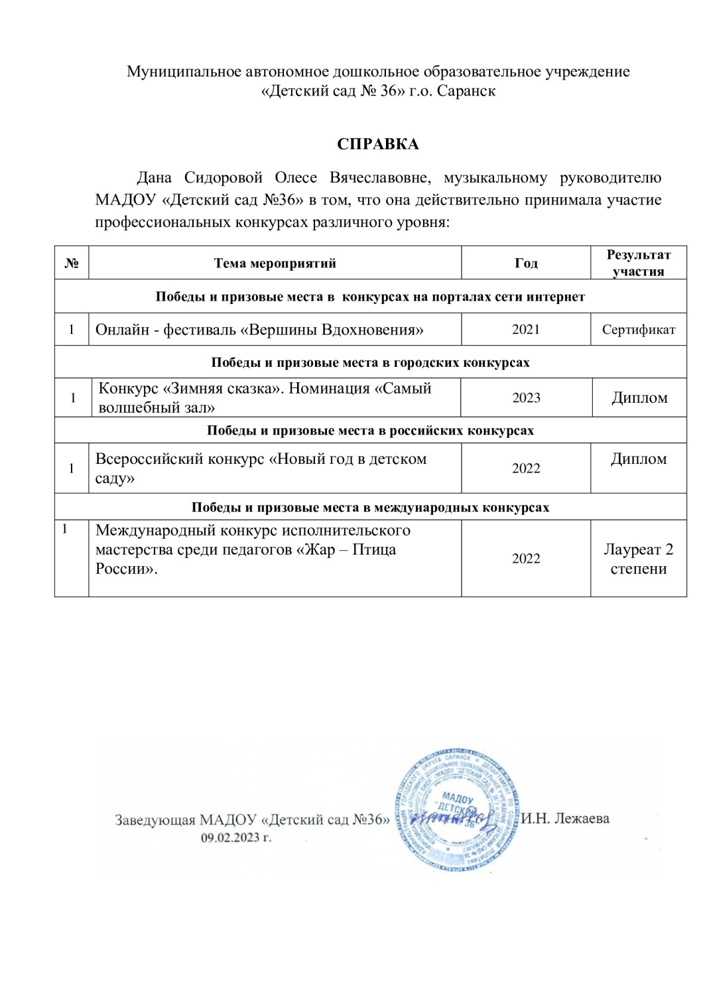 Муниципальное автономное дошкольное образовательное учреждение
«Детский сад № 36» г.о. Саранск
СПРАВКА
Дана Сидоровой Олесе Вячеславовне, музыкальному руководителю
МАДОУ «Детский сад №36» в том, что она действительно принимала участие
профессиональных конкурсах различного уровня:
№ Тема мероприятий Год Результат
участия
Победы и призовые места в конкурсах на порталах сети интернет
1 Онлайн - фестиваль «Вершины Вдохновения» 2021 Сертификат
Победы и призовые места в городских конкурсах
1 Конкурс «Зимняя сказка». Номинация «Самый
волшебный зал» 2023 Диплом
Победы и призовые места в российских конкурсах
1 Всероссийский конкурс «Новый год в детском
саду» 2022 Диплом
Победы и призовые места в международных конкурсах
1 Международный конкурс исполнительского
мастерства среди педагогов «Жар – Птица
России». 2022 Лауреат 2
степени
Заведующая МАДОУ «Детский сад №36» И.Н. Лежаева
09.02.2023 г.
МАДОУ
"ДЕТСКИЙ
36"